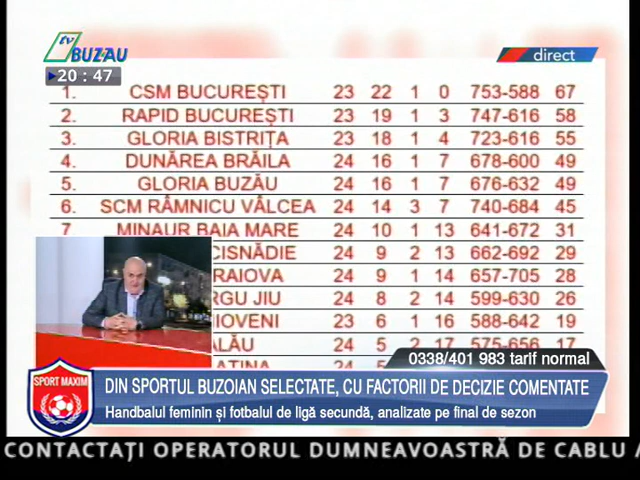 tv
BUZAU
direct
20 : 47
1. CSM BUCUREȘTI 23 22 1 0 753-588 67
2. RAPID BUCUREȘTI 23 19 1 3 747-616 58
3. GLORIA BISTRIȚA 23 18 1 4 723-616 55
4. DUNĂREA BRĂILA 24 16 1 7 678-600 49
5. GLORIA BUZĂU 24 16 1 7 676-632 49
6. SCM RÂMNICU VÂLCEA 24 14 3 7 740-684 45
7 MINAUR BAIA MARE 24 10 1 13 641-672 31
CISNĂDIE 24 9 2 13 662-692 29
RAIOVA 24 9 1 14 657-705 28
RGU JIU 24 8 2 14 599-630 26
IOVENI 23 6 1 16 588-642 19
ALĂU 24 5 2 17 575-656 17
ATINA 24 5
0338/401 983 tarif normal
SPORT MAXIM
DIN SPORTUL BUZOIAN SELECTATE, CU FACTORII DE DECIZIE COMENTATE
Handbalul feminin și fotbalul de ligă secundă, analizate pe final de sezon
CONTACTAȚI OPERATORUL DUMNEAVOASTRĂ DE CABLU